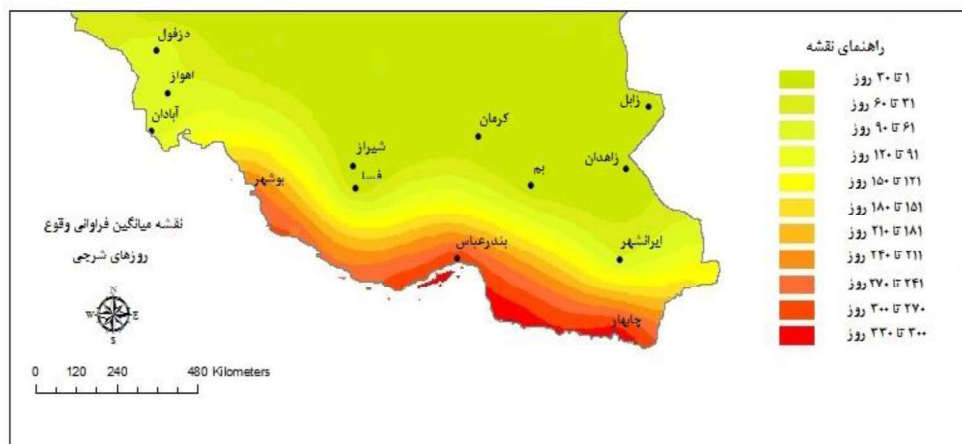 دزفول
اهواز
آبادان
شیراز
فسا
بوشهر
کرمان
بم
زابل
زاهدان
بندرعباس
ایرانشهر
چابهار
نقشه میانگین فراوانی وقوع
روزهای شرجی
N
W E
S
0 120 240 480 Kilometers
راهنمای نقشه
۱ تا ۳۰ روز
۳۱ تا ۶۰ روز
۶۱ تا ۹۰ روز
۹۱ تا ۱۲۰ روز
۱۲۱ تا ۱۵۰ روز
۱۵۱ تا ۱۸۰ روز
۱۸۱ تا ۲۱۰ روز
۲۱۱ تا ۲۴۰ روز
۲۴۱ تا ۲۷۰ روز
۲۷۰ تا ۳۰۰ روز
۳۰۰ تا ۳۳۰ روز